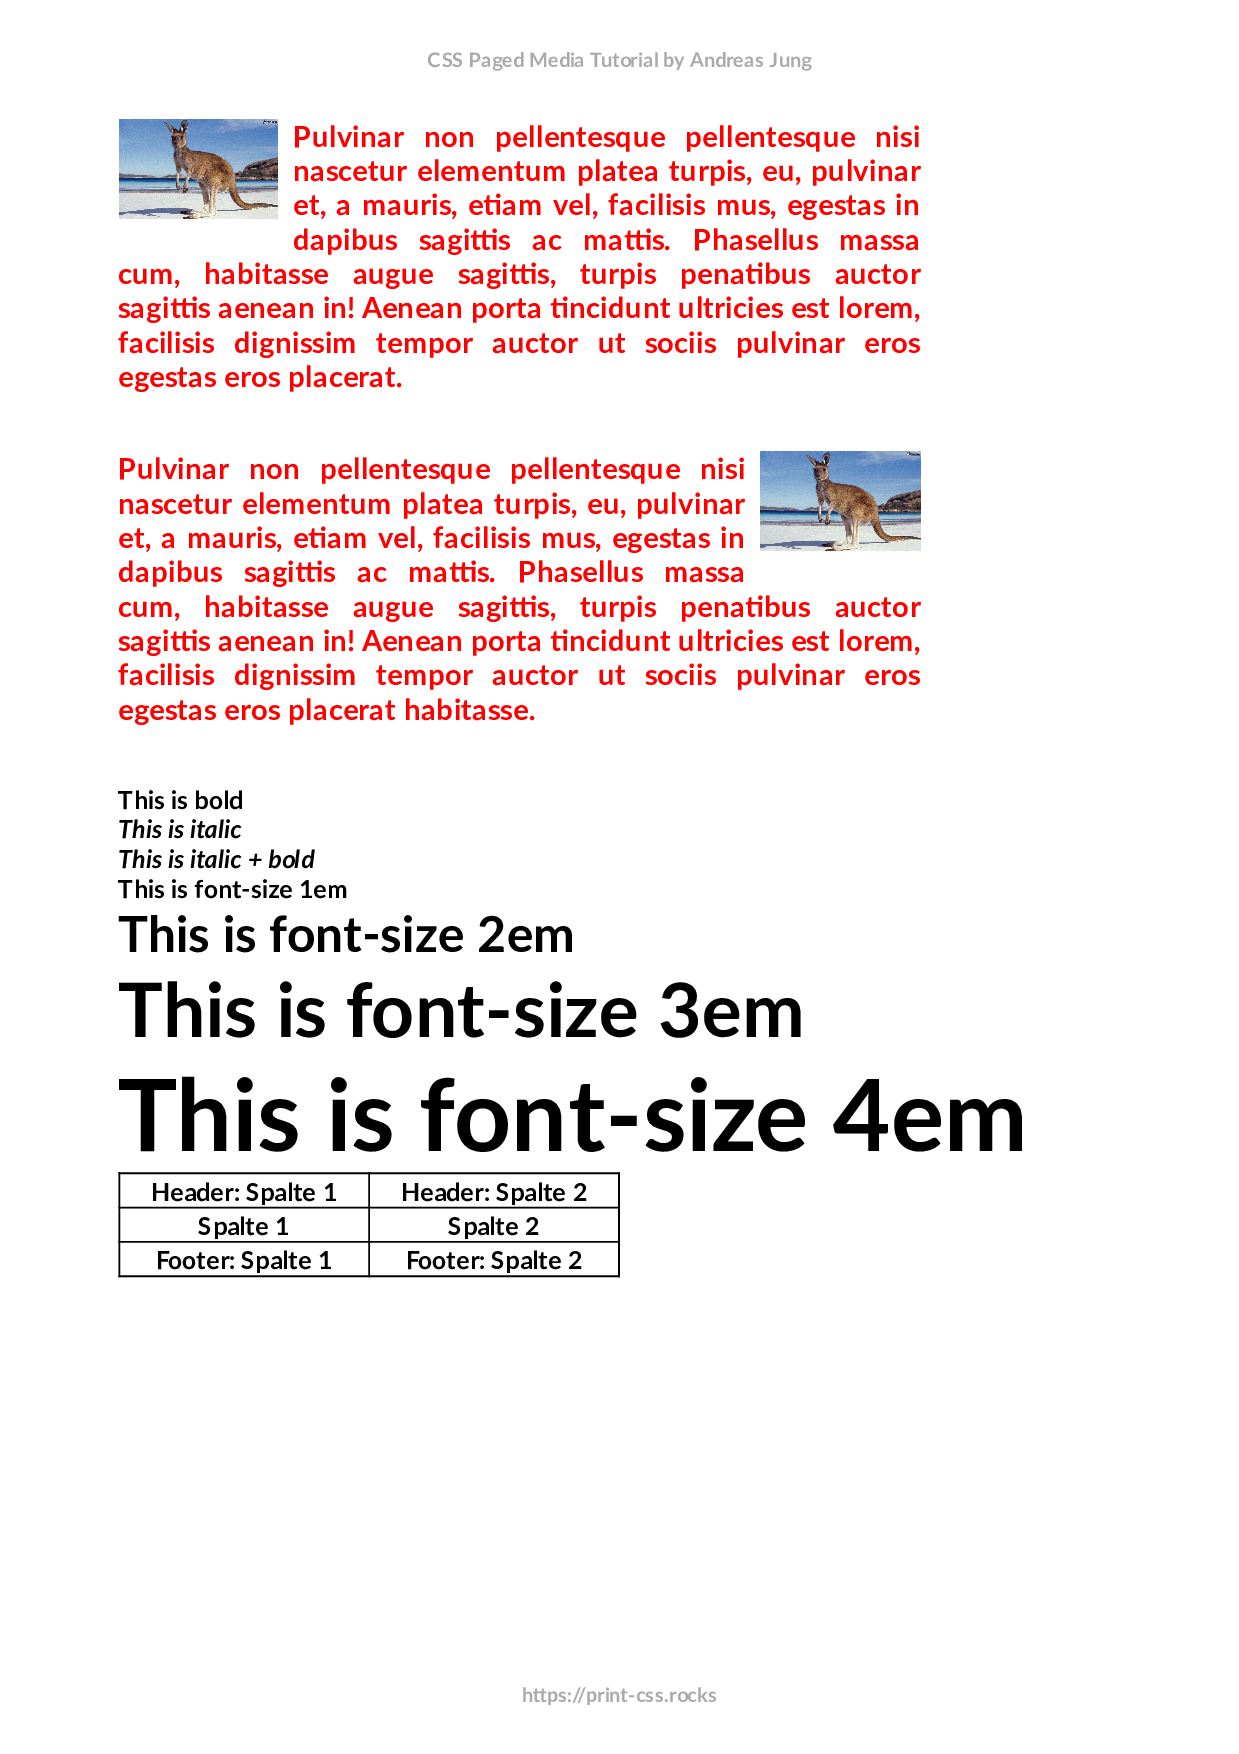 CSS Paged Media Tutorial by Andreas Jung
Pulvinar non pellentesque pellentesque nisi
nascetur elementum platea turpis, eu, pulvinar
et, a mauris, etiam vel, facilisis mus, egestas in
dapibus sagittis ac mattis. Phasellus massa
cum, habitasse augue sagittis, turpis penatibus auctor
sagittis aenean in! Aenean porta tincidunt ultricies est lorem,
facilisis dignissim tempor auctor ut sociis pulvinar eros
egestas eros placerat.
Pulvinar non pellentesque pellentesque nisi
nascetur elementum platea turpis, eu, pulvinar
et, a mauris, etiam vel, facilisis mus, egestas in
dapibus sagittis ac mattis. Phasellus massa
cum, habitasse augue sagittis, turpis penatibus auctor
sagittis aenean in! Aenean porta tincidunt ultricies est lorem,
facilisis dignissim tempor auctor ut sociis pulvinar eros
egestas eros placerat habitasse.
This is bold
This is italic
This is italic + bold
This is font-size 1em
This is font-size 2em
This is font-size 3em
This is font-size 4em
Header: Spalte 1 Header: Spalte 2
Spalte 1 Spalte 2
Footer: Spalte 1 Footer: Spalte 2
https://print-css.rocks